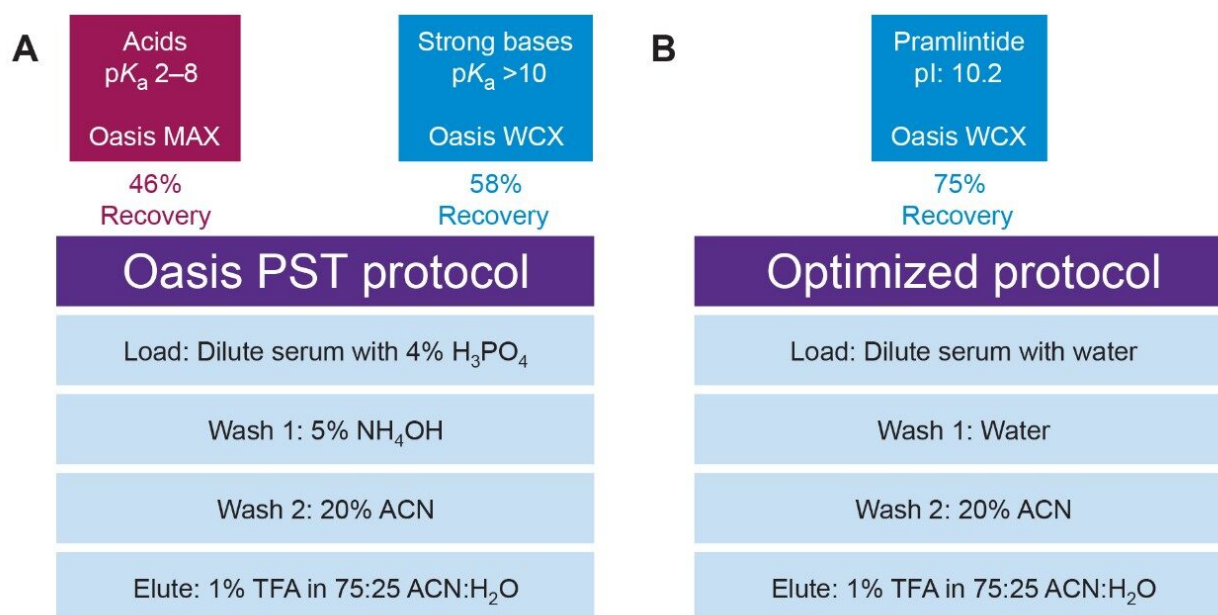 A
Acids
pKₐ 2–8
Oasis MAX
46%
Recovery
Strong bases
pKₐ >10
Oasis WCX
58%
Recovery
Oasis PST protocol
Load: Dilute serum with 4% H₃PO₄
Wash 1: 5% NH₄OH
Wash 2: 20% ACN
Elute: 1% TFA in 75:25 ACN:H₂O
B
Pramlintide
pI: 10.2
Oasis WCX
75%
Recovery
Optimized protocol
Load: Dilute serum with water
Wash 1: Water
Wash 2: 20% ACN
Elute: 1% TFA in 75:25 ACN:H₂O